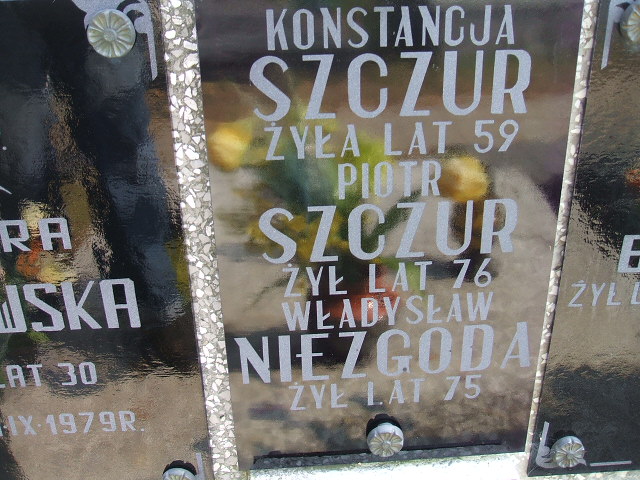 KONSTANCJA
SZCZUR
ŻYŁA LAT 59
PIOTR
SZCZUR
ŻYŁ LAT 76
WŁADYSŁAW
NIEZGODA
ŻYŁ LAT 75
RA
WSKA
LAT 30
IX·1979R.
ŻYŁ